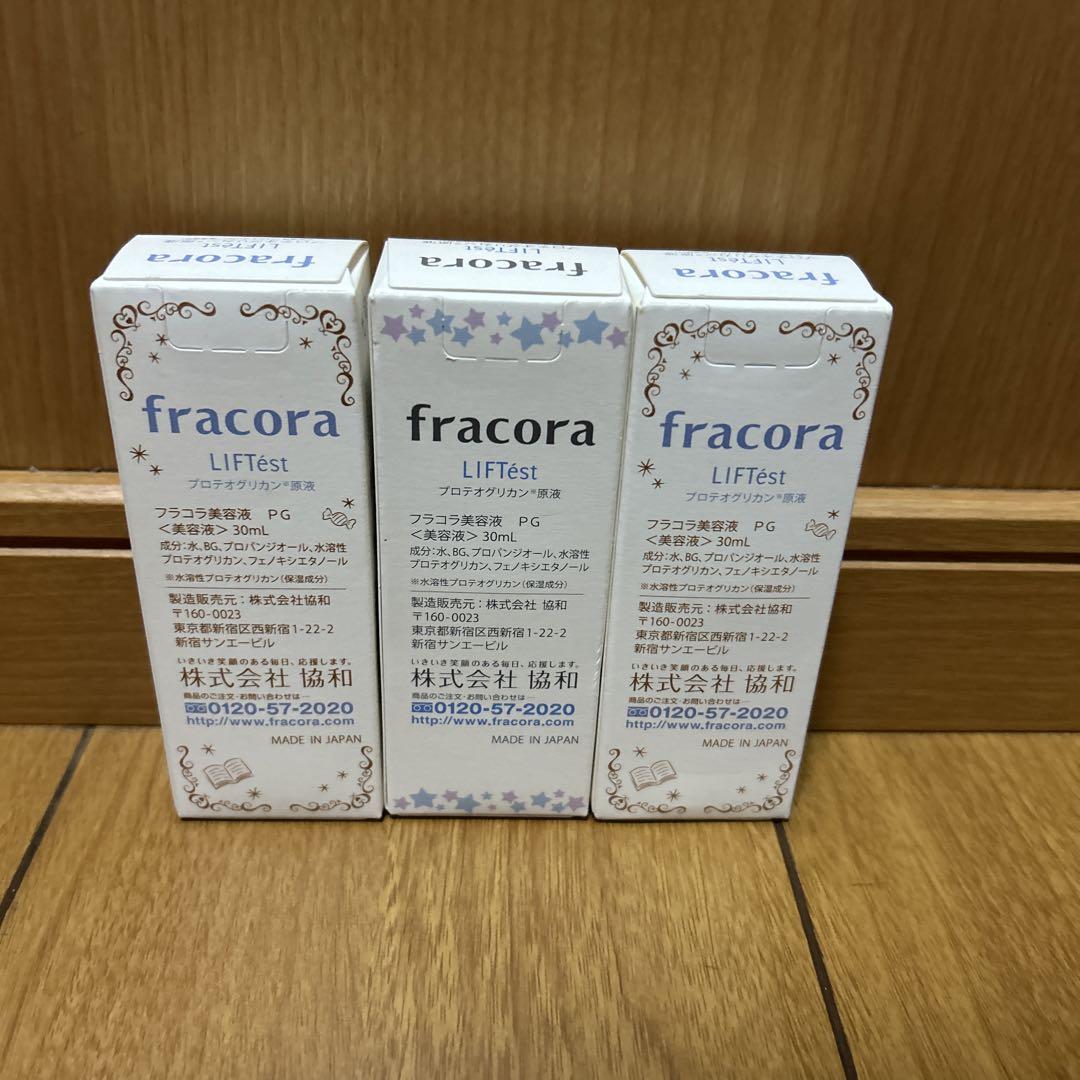 fracora
LIFTést
プロテオグリカン※原液
フラコラ美容液 PG
<美容液> 30mL
成分:水、BG、プロパンジオール、水溶性
プロテオグリカン、フェノキシエタノール
※水溶性プロテオグリカン(保湿成分)
製造販売元:株式会社協和
〒160-0023
東京都新宿区西新宿1-22-2
新宿サンエービル
いきいき笑顔のある毎日、応援します。
株式会社 協和
商品のご注文・お問い合わせは…
0120-57-2020
http://www.fracora.com
MADE IN JAPAN
LIFTést
fracora
fracora
LIFTést
プロテオグリカン※原液
フラコラ美容液 PG
<美容液> 30mL
成分:水、BG、プロパンジオール、水溶性
プロテオグリカン、フェノキシエタノール
※水溶性プロテオグリカン(保湿成分)
製造販売元:株式会社 協和
〒160-0023
東京都新宿区西新宿1-22-2
新宿サンエービル
いきいき笑顔のある毎日、応援します。
株式会社 協和
商品のご注文・お問い合わせは…
0120-57-2020
http://www.fracora.com
MADE IN JAPAN
LIFTést
fracora
fracora
LIFTést
プロテオグリカン※原液
フラコラ美容液 PG
<美容液> 30mL
成分:水、BG、プロパンジオール、水溶性
プロテオグリカン、フェノキシエタノール
※水溶性プロテオグリカン(保湿成分)
製造販売元:株式会社協和
〒160-0023
東京都新宿区西新宿1-22-2
新宿サンエービル
いきいき笑顔のある毎日、応援します。
株式会社 協和
商品のご注文・お問い合わせは…
0120-57-2020
http://www.fracora.com
MADE IN JAPAN
LIFTést
fracora